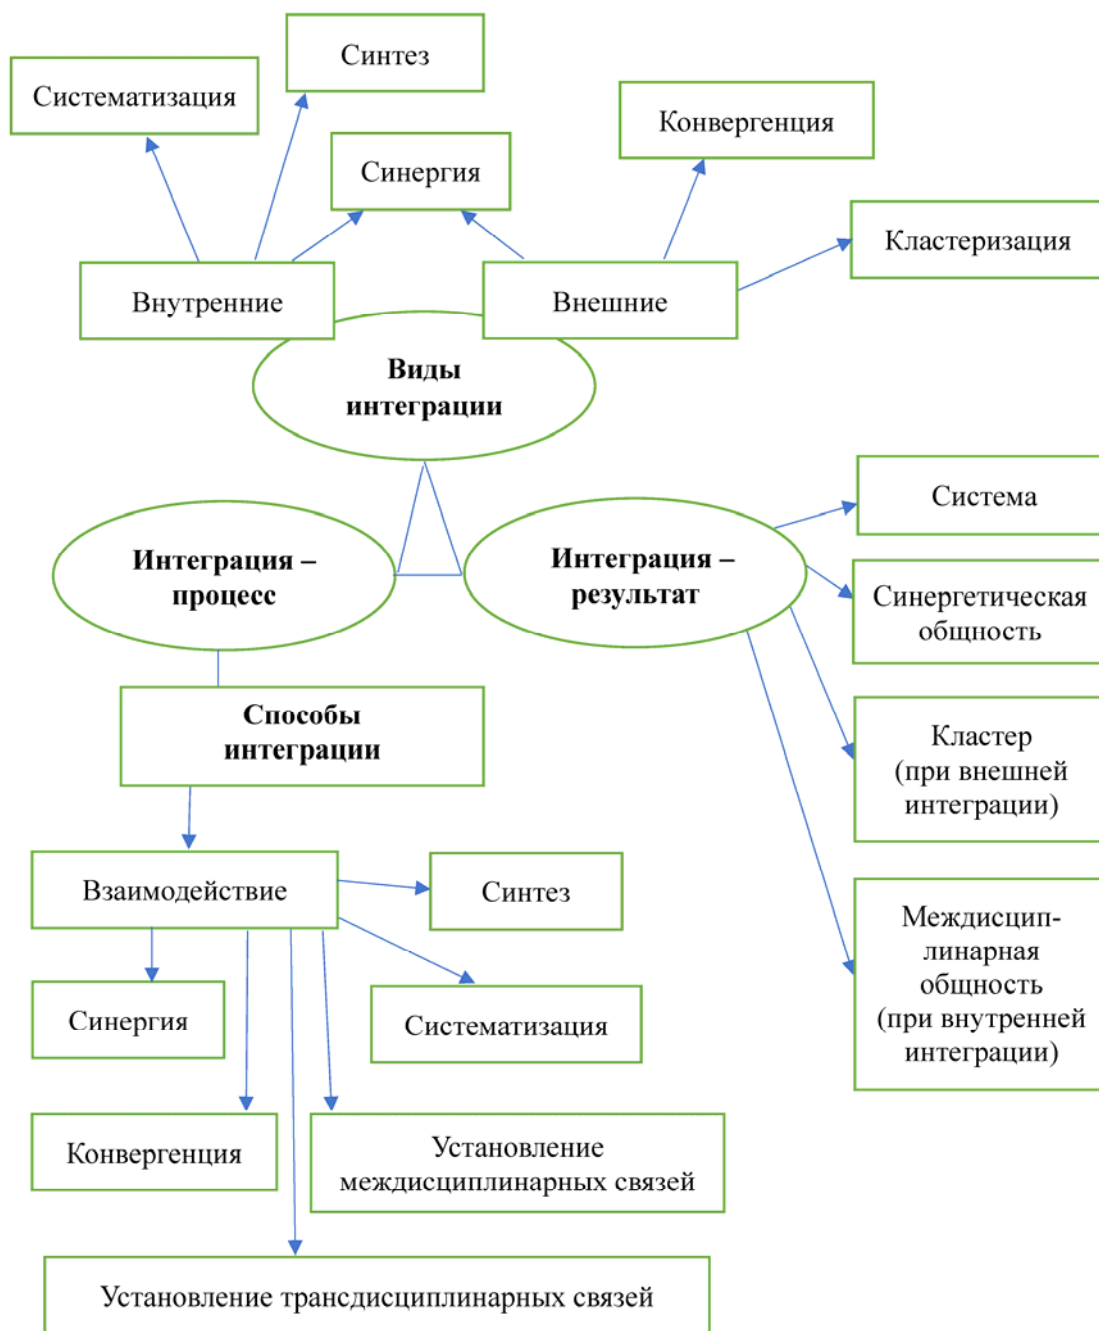 Синтез
Систематизация
Конвергенция
Синергия
Кластеризация
Внутренние
Внешние
Виды
интеграции
Интеграция –
процесс
Интеграция –
результат
Система
Синергетическая
общность
Способы
интеграции
Кластер
(при внешней
интеграции)
Взаимодействие
Синтез
Междисцип-
линарная
общность
(при внутренней
интеграции)
Синергия
Систематизация
Конвергенция
Установление
междисциплинарных связей
Установление трансдисциплинарных связей